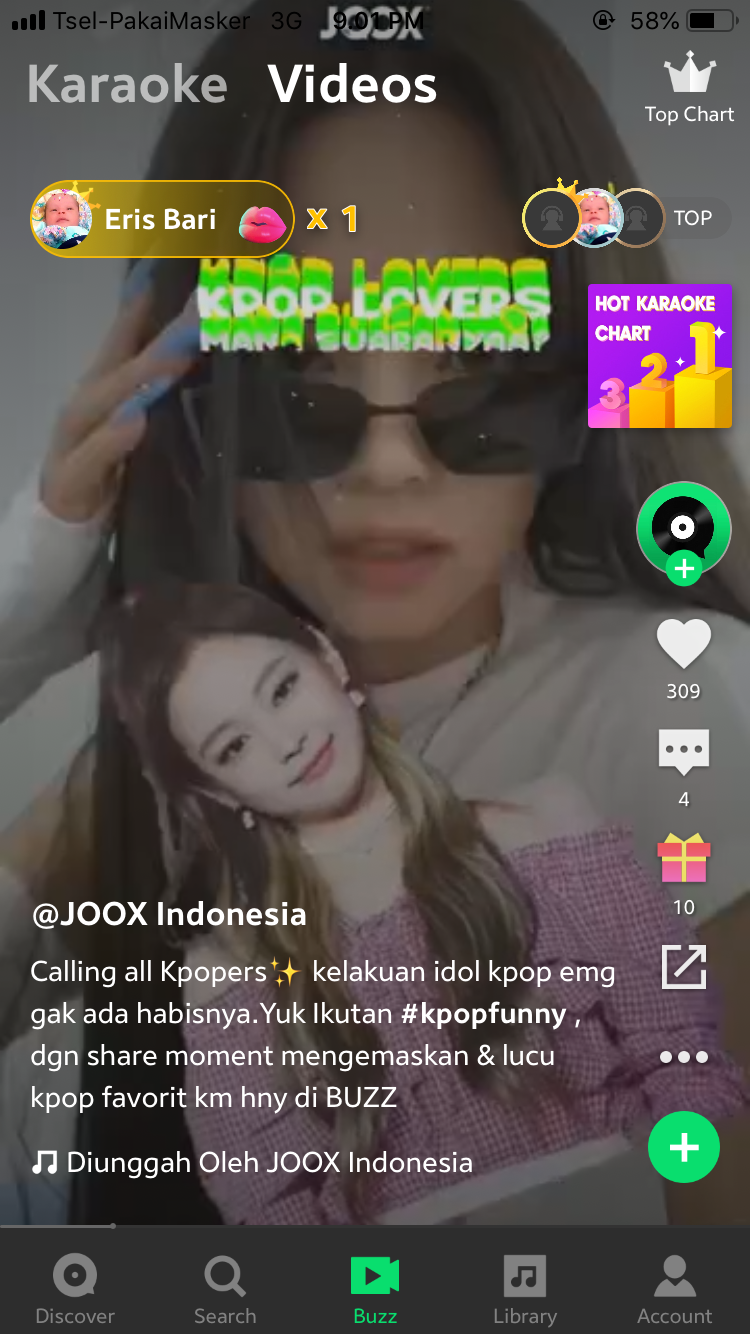 Tsel-PakaiMasker 3G 9.01 PM 58%
JOOX
Karaoke Videos
Top Chart
Eris Bari x 1
TOP
KPOP LOVERS
HOT KARAOKE
CHART
1
2
3
309
4
10
@JOOX Indonesia
Calling all Kpopers✨ kelakuan idol kpop emg
gak ada habisnya.Yuk Ikutan #kpopfunny ,
dgn share moment mengemaskan & lucu
kpop favorit km hny di BUZZ
Diunggah Oleh JOOX Indonesia
Discover Search Buzz Library Account